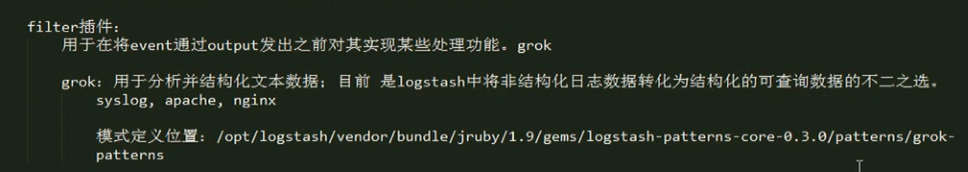 filter插件：
用于在将event通过output发出之前对其实现某些处理功能。grok
grok：用于分析并结构化文本数据；目前 是logstash中将非结构化日志数据转化为结构化的可查询数据的不二之选。
syslog, apache, nginx
模式定义位置：/opt/logstash/vendor/bundle/jruby/1.9/gems/logstash-patterns-core-0.3.0/patterns/grok-
patterns